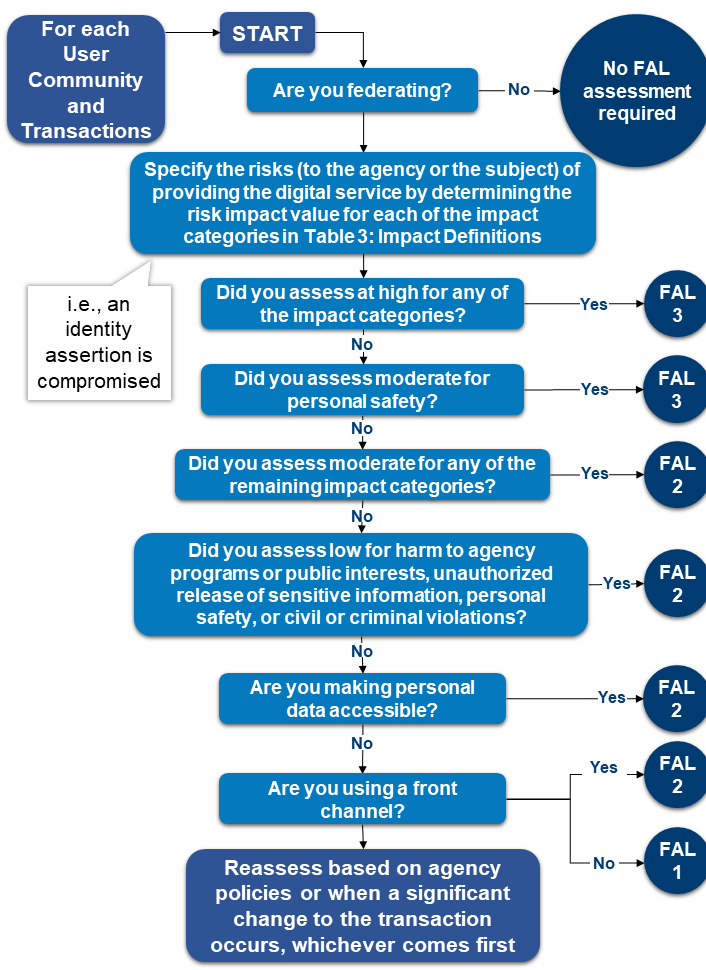 For each
User
Community
and
Transactions
START
Are you federating?
No
No FAL
assessment
required
Specify the risks (to the agency or the subject) of
providing the digital service by determining the
risk impact value for each of the impact
categories in Table 3: Impact Definitions
i.e., an
identity
assertion is
compromised
Did you assess at high for any of
the impact categories?
Yes
FAL
3
No
Did you assess moderate for
personal safety?
Yes
FAL
3
No
Did you assess moderate for any of the
remaining impact categories?
Yes
FAL
2
No
Did you assess low for harm to agency
programs or public interests, unauthorized
release of sensitive information, personal
safety, or civil or criminal violations?
Yes
FAL
2
No
Are you making personal
data accessible?
Yes
FAL
2
No
Are you using a front
channel?
Yes
FAL
2
No
FAL
1
Reassess based on agency
policies or when a significant
change to the transaction
occurs, whichever comes first